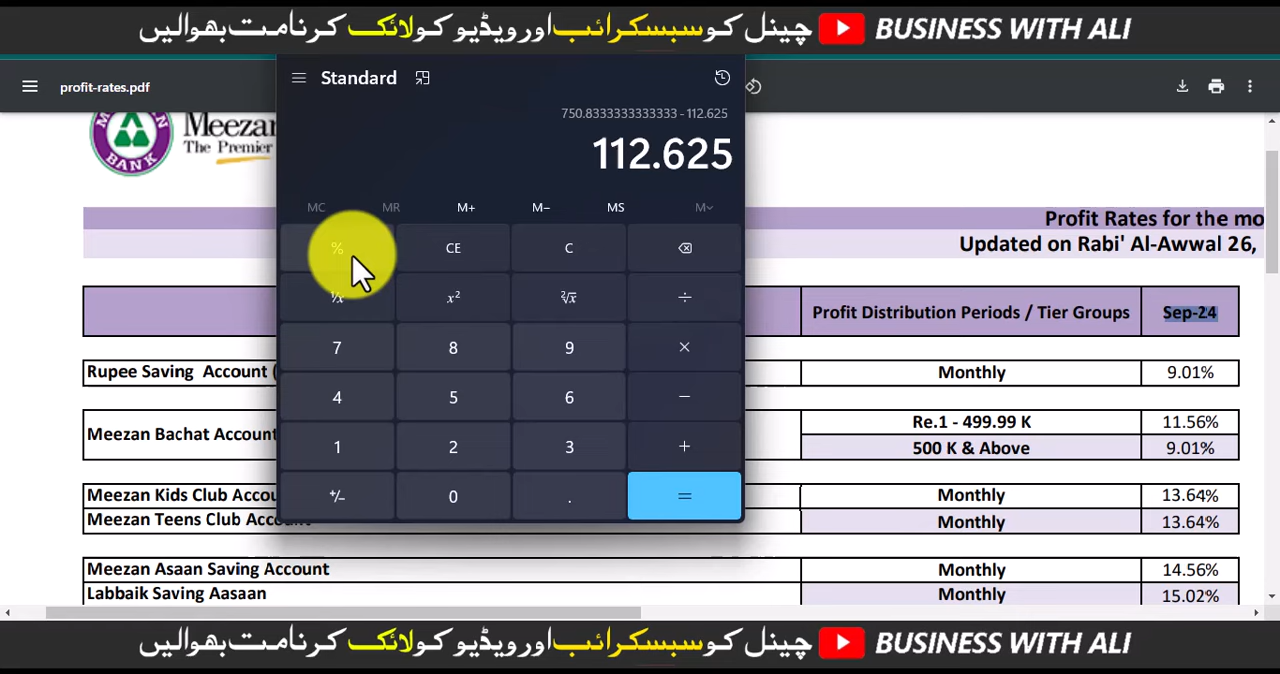 چینل کو سبسکرائب اور ویڈیو کو لائک کرنا مت بھولیں BUSINESS WITH ALI
profit-rates.pdf
Meezan
The Premier
MEEZAN
BANK
Standard
750.8333333333333 - 112.625
112.625
MC MR M+ M− MS M˅
% CE C
¹/x x² ²√x ÷
7 8 9 ×
4 5 6 −
1 2 3 +
+/− 0 . =
Profit Rates for the mo
Updated on Rabi' Al-Awwal 26,
Profit Distribution Periods / Tier Groups Sep-24
Rupee Saving Account ( Monthly 9.01%
Meezan Bachat Account Re.1 - 499.99 K 11.56%
500 K & Above 9.01%
Meezan Kids Club Accou Monthly 13.64%
Meezan Teens Club Account Monthly 13.64%
Meezan Asaan Saving Account Monthly 14.56%
Labbaik Saving Aasaan Monthly 15.02%
چینل کو سبسکرائب اور ویڈیو کو لائک کرنا مت بھولیں BUSINESS WITH ALI